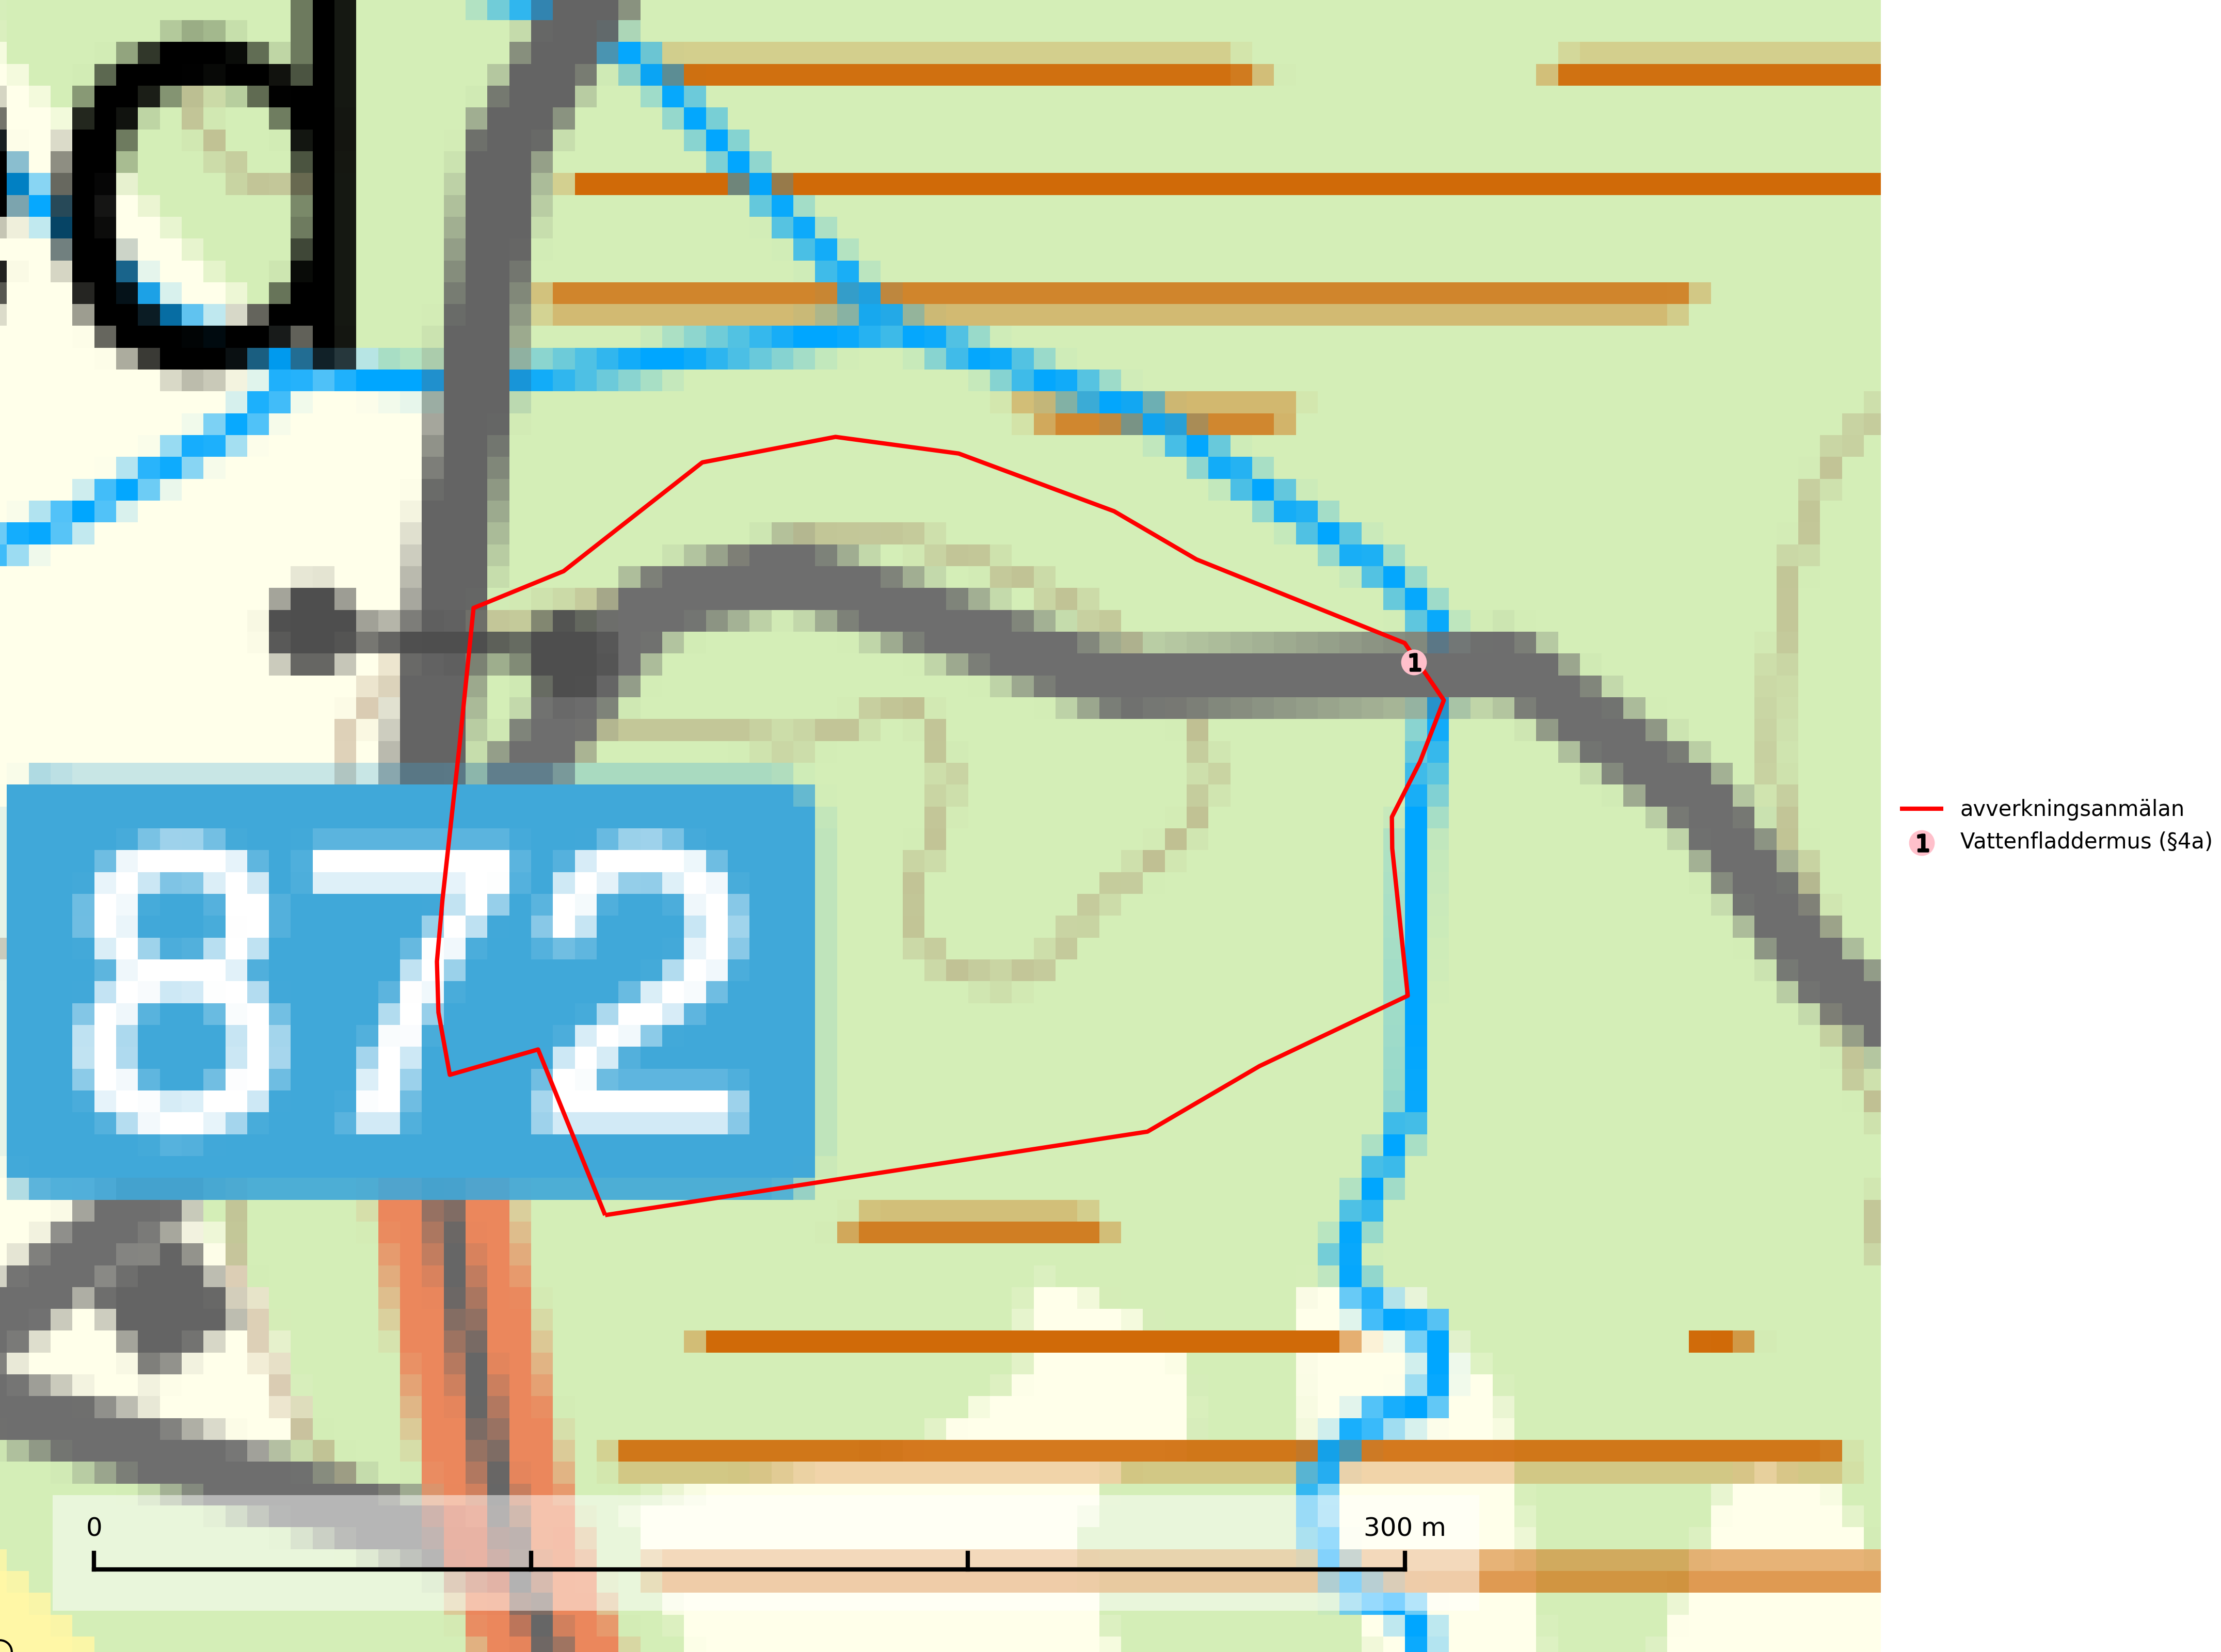 1
872
avverkningsanmälan
1 Vattenfladdermus (§4a)
0 300 m